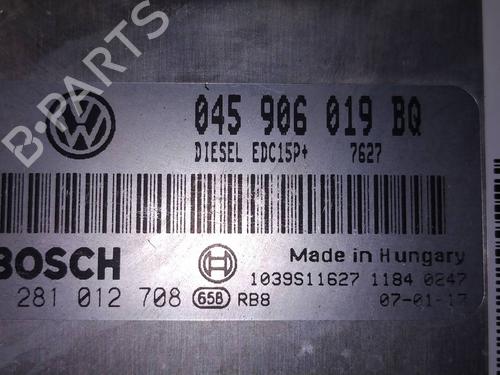 B-PARTS
045 906 019 BQ
DIESEL EDC15P+ 7627
BOSCH
Made in Hungary
1039S11627 1184 0247
281 012 708 658 RB8 07-01-17